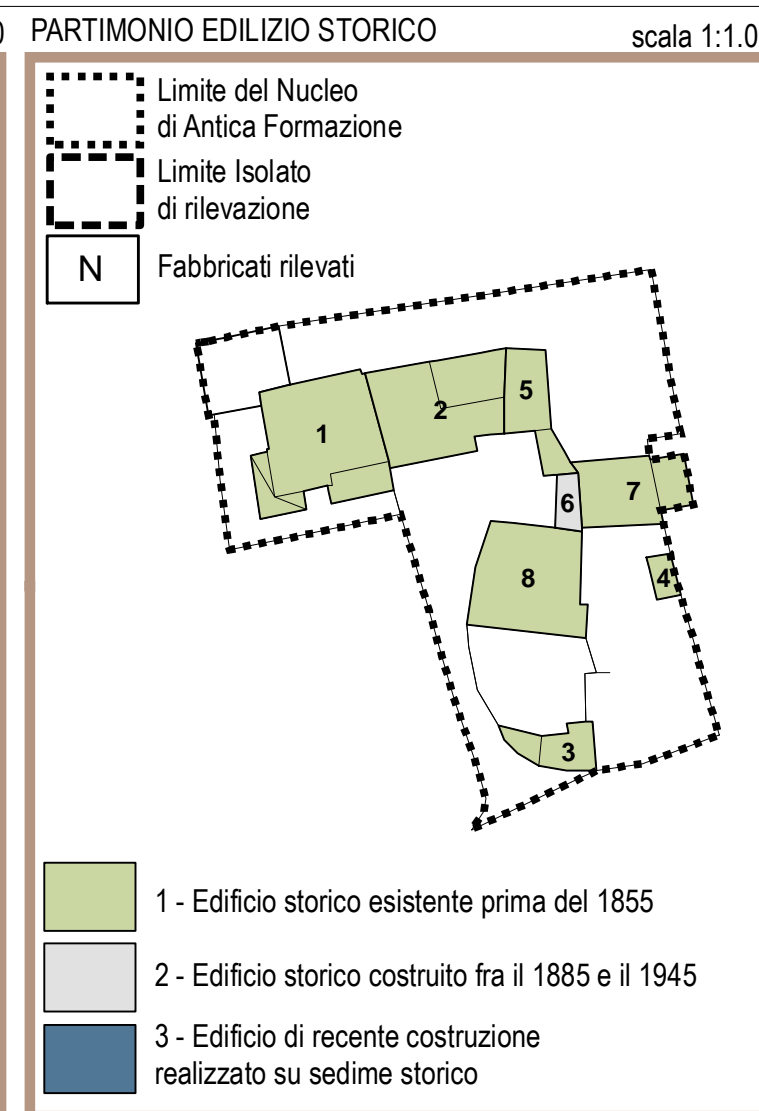 0 PARTIMONIO EDILIZIO STORICO scala 1:1.0
Limite del Nucleo
di Antica Formazione
Limite Isolato
di rilevazione
N Fabbricati rilevati
5
2
1
7
6
8
4
3
1 - Edificio storico esistente prima del 1855
2 - Edificio storico costruito fra il 1885 e il 1945
3 - Edificio di recente costruzione
realizzato su sedime storico